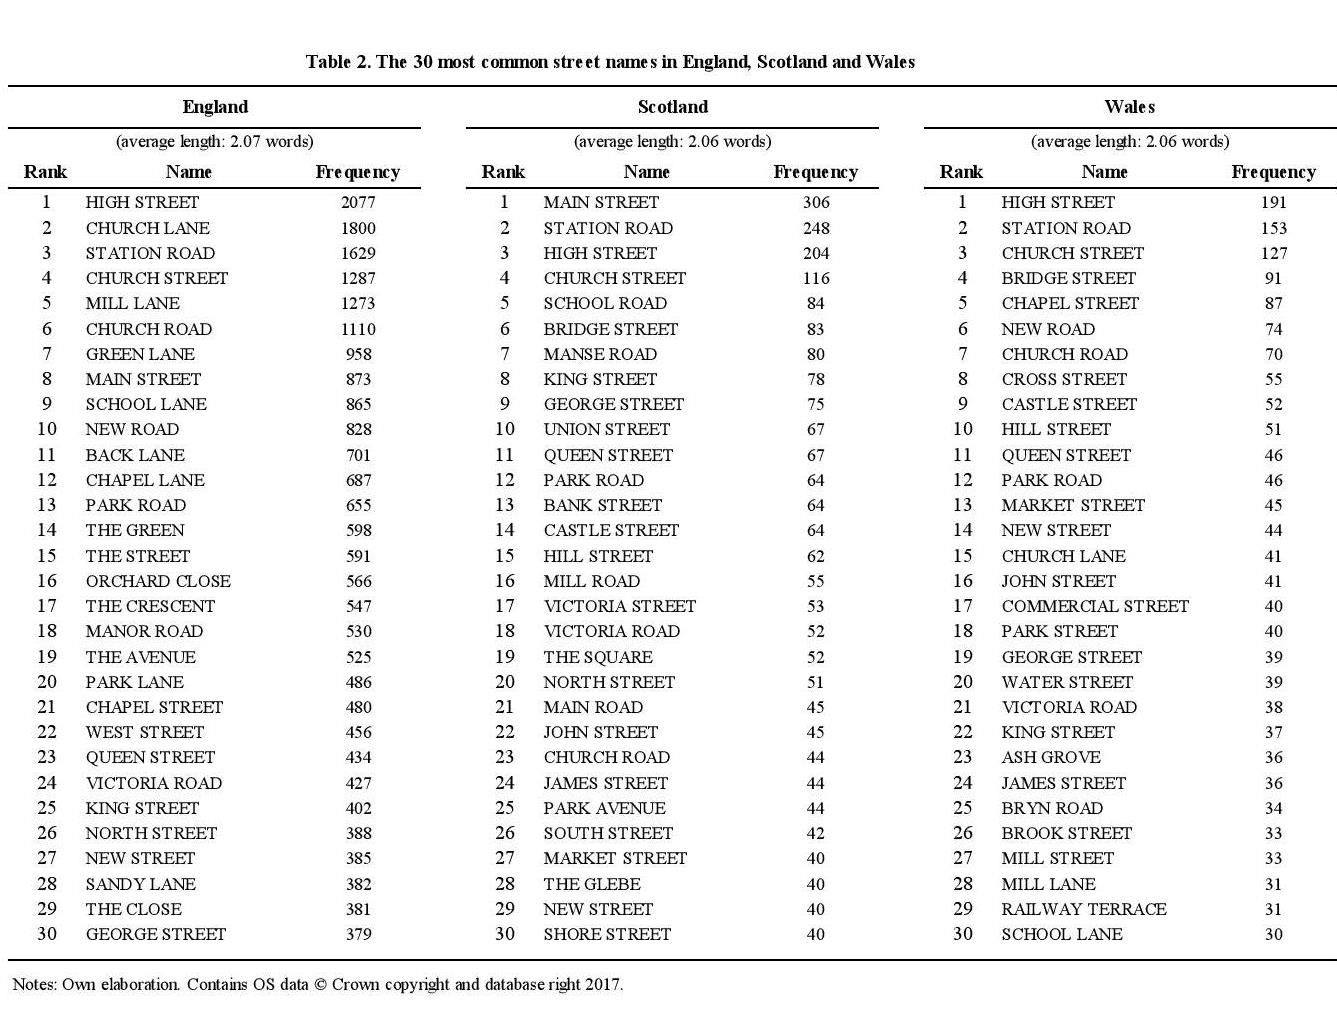 Table 2. The 30 most common street names in England, Scotland and Wales
England Scotland Wales
(average length: 2.07 words) (average length: 2.06 words) (average length: 2.06 words)
Rank Name Frequency Rank Name Frequency Rank Name Frequency
1 HIGH STREET 2077 1 MAIN STREET 306 1 HIGH STREET 191
2 CHURCH LANE 1800 2 STATION ROAD 248 2 STATION ROAD 153
3 STATION ROAD 1629 3 HIGH STREET 204 3 CHURCH STREET 127
4 CHURCH STREET 1287 4 CHURCH STREET 116 4 BRIDGE STREET 91
5 MILL LANE 1273 5 SCHOOL ROAD 84 5 CHAPEL STREET 87
6 CHURCH ROAD 1110 6 BRIDGE STREET 83 6 NEW ROAD 74
7 GREEN LANE 958 7 MANSE ROAD 80 7 CHURCH ROAD 70
8 MAIN STREET 873 8 KING STREET 78 8 CROSS STREET 55
9 SCHOOL LANE 865 9 GEORGE STREET 75 9 CASTLE STREET 52
10 NEW ROAD 828 10 UNION STREET 67 10 HILL STREET 51
11 BACK LANE 701 11 QUEEN STREET 67 11 QUEEN STREET 46
12 CHAPEL LANE 687 12 PARK ROAD 64 12 PARK ROAD 46
13 PARK ROAD 655 13 BANK STREET 64 13 MARKET STREET 45
14 THE GREEN 598 14 CASTLE STREET 64 14 NEW STREET 44
15 THE STREET 591 15 HILL STREET 62 15 CHURCH LANE 41
16 ORCHARD CLOSE 566 16 MILL ROAD 55 16 JOHN STREET 41
17 THE CRESCENT 547 17 VICTORIA STREET 53 17 COMMERCIAL STREET 40
18 MANOR ROAD 530 18 VICTORIA ROAD 52 18 PARK STREET 40
19 THE AVENUE 525 19 THE SQUARE 52 19 GEORGE STREET 39
20 PARK LANE 486 20 NORTH STREET 51 20 WATER STREET 39
21 CHAPEL STREET 480 21 MAIN ROAD 45 21 VICTORIA ROAD 38
22 WEST STREET 456 22 JOHN STREET 45 22 KING STREET 37
23 QUEEN STREET 434 23 CHURCH ROAD 44 23 ASH GROVE 36
24 VICTORIA ROAD 427 24 JAMES STREET 44 24 JAMES STREET 36
25 KING STREET 402 25 PARK AVENUE 44 25 BRYN ROAD 34
26 NORTH STREET 388 26 SOUTH STREET 42 26 BROOK STREET 33
27 NEW STREET 385 27 MARKET STREET 40 27 MILL STREET 33
28 SANDY LANE 382 28 THE GLEBE 40 28 MILL LANE 31
29 THE CLOSE 381 29 NEW STREET 40 29 RAILWAY TERRACE 31
30 GEORGE STREET 379 30 SHORE STREET 40 30 SCHOOL LANE 30
Notes: Own elaboration. Contains OS data © Crown copyright and database right 2017.